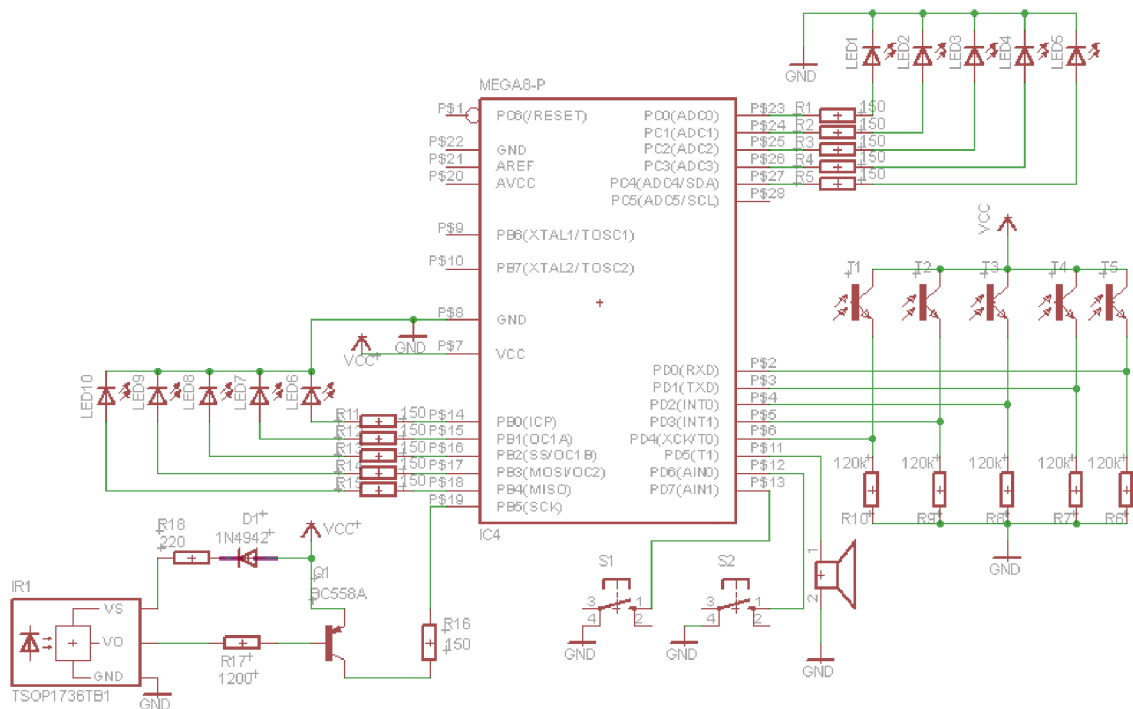 LED1 LED2 LED3 LED4 LED5
GND
MEGA8-P
P$1 PC6(/RESET)
P$22 GND
P$21 AREF
P$20 AVCC
P$9 PB6(XTAL1/TOSC1)
P$10 PB7(XTAL2/TOSC2)
P$8 GND
P$7 VCC
P$14 PB0(ICP)
P$15 PB1(OC1A)
P$16 PB2(SS/OC1B)
P$17 PB3(MOSI/OC2)
P$18 PB4(MISO)
P$19 PB5(SCK)
PC0(ADC0) P$23 R1 150
PC1(ADC1) P$24 R2 150
PC2(ADC2) P$25 R3 150
PC3(ADC3) P$26 R4 150
PC4(ADC4/SDA) P$27 R5 150
PC5(ADC5/SCL) P$28
PD0(RXD) P$2
PD1(TXD) P$3
PD2(INT0) P$4
PD3(INT1) P$5
PD4(XCK/T0) P$6
PD5(T1) P$11
PD6(AIN0) P$12
PD7(AIN1) P$13
IC4
VCC
T1 T2 T3 T4 T5
120k 120k 120k 120k 120k
R10 R9 R8 R7 R6
GND
GND
VCC
LED10 LED9 LED8 LED7 LED6
R11 150
R12 150
R13 150
R14 150
R15 150
R18
220
D1
1N4942
VCC
Q1
BC558A
R16
150
R17
1200
IR1
VS
VO
GND
TSOP1736TB1
GND
S1
3 1
4 2
GND
S2
3 1
4 2
GND
1
2
GND